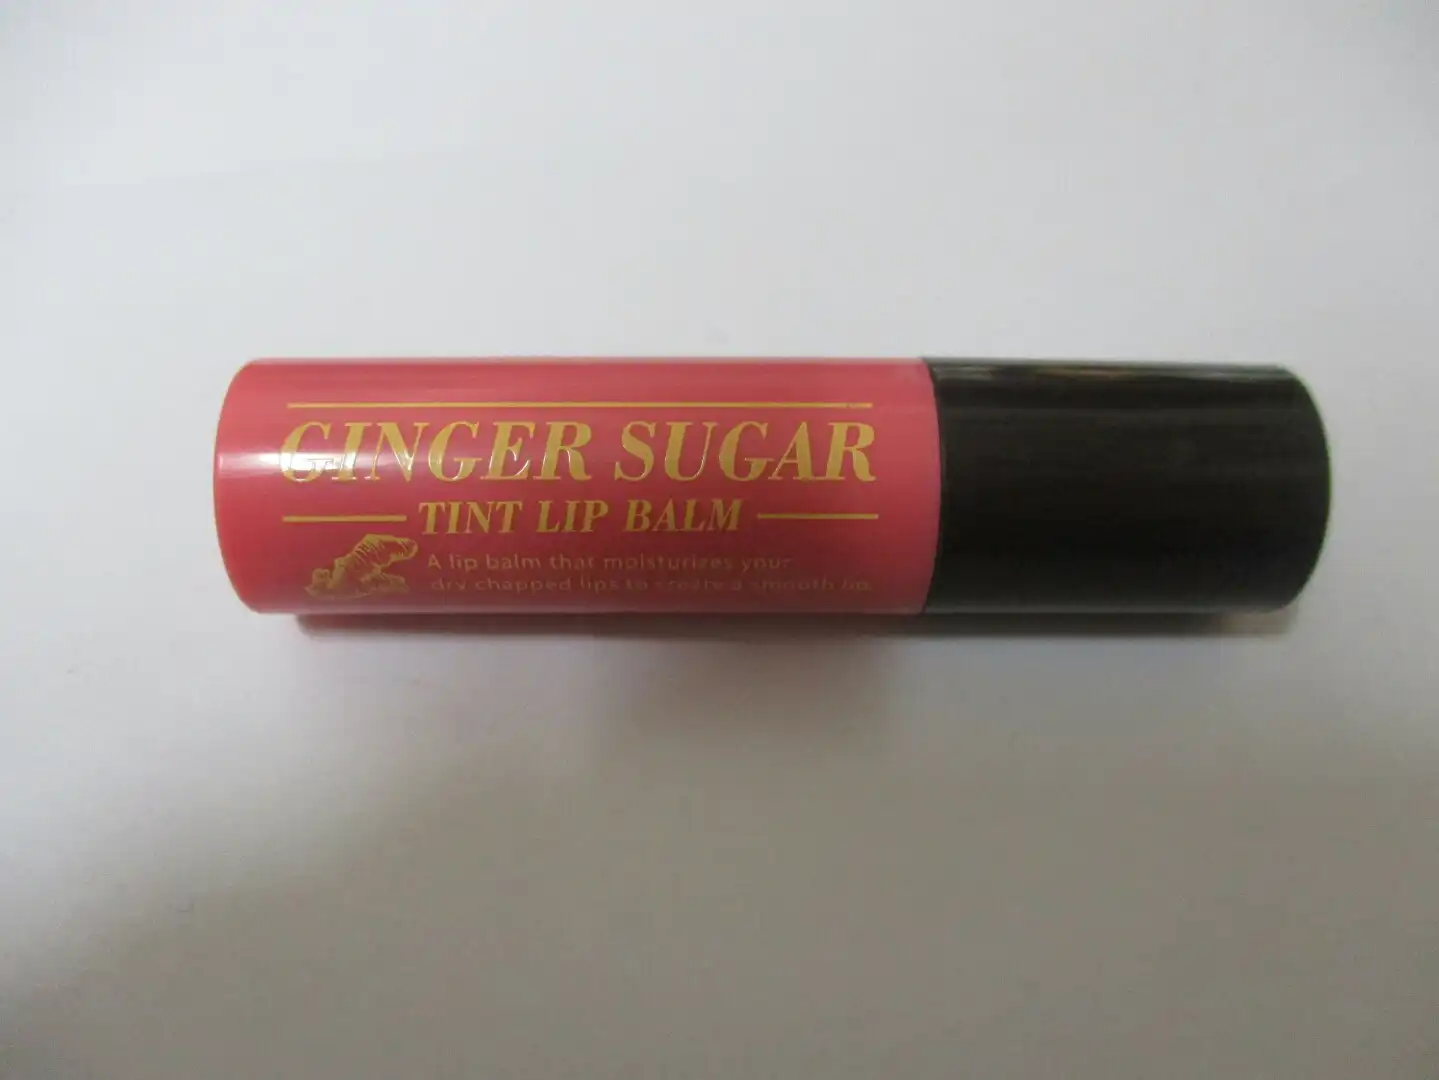 GINGER SUGAR
TINT LIP BALM
A lip balm that moisturizes your
dry chapped lips to create a smooth lip.